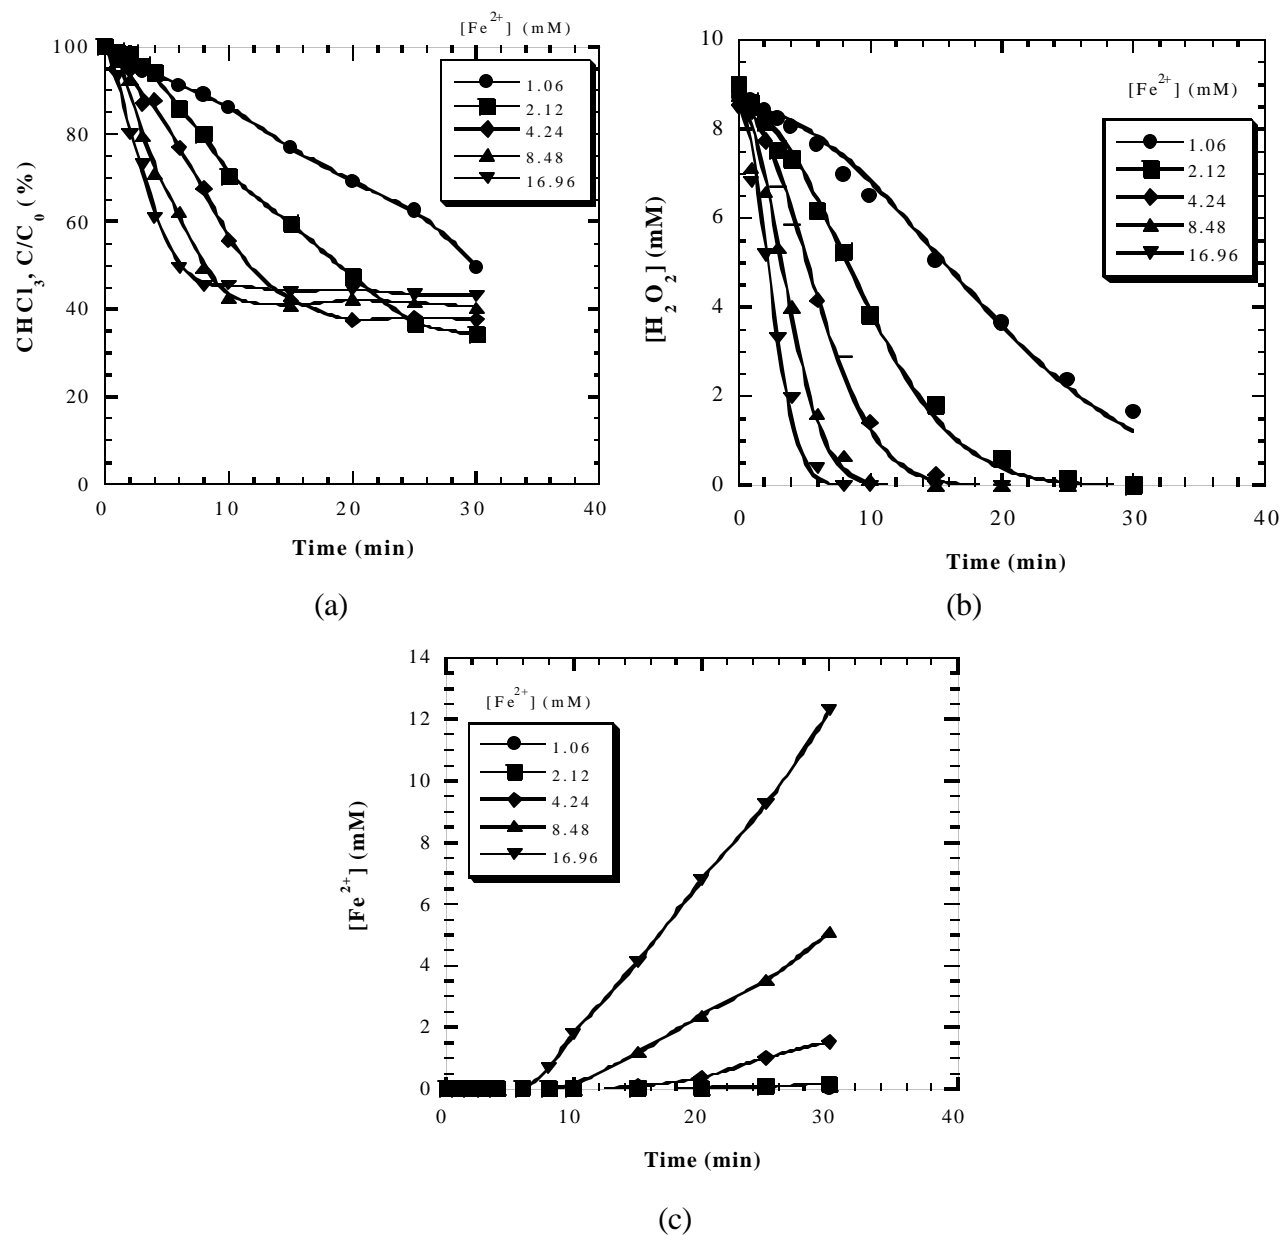 [Fe2+] (mM)
100
80
60
40
20
0
CHCl3, C/C0 (%)
1.06
2.12
4.24
8.48
16.96
0 10 20 30 40
Time (min)
(a)
10
8
6
4
2
0
[H2O2] (mM)
[Fe2+] (mM)
1.06
2.12
4.24
8.48
16.96
0 10 20 30 40
Time (min)
(b)
14
12
10
8
6
4
2
0
[Fe2+] (mM)
[Fe2+] (mM)
1.06
2.12
4.24
8.48
16.96
0 10 20 30 40
Time (min)
(c)